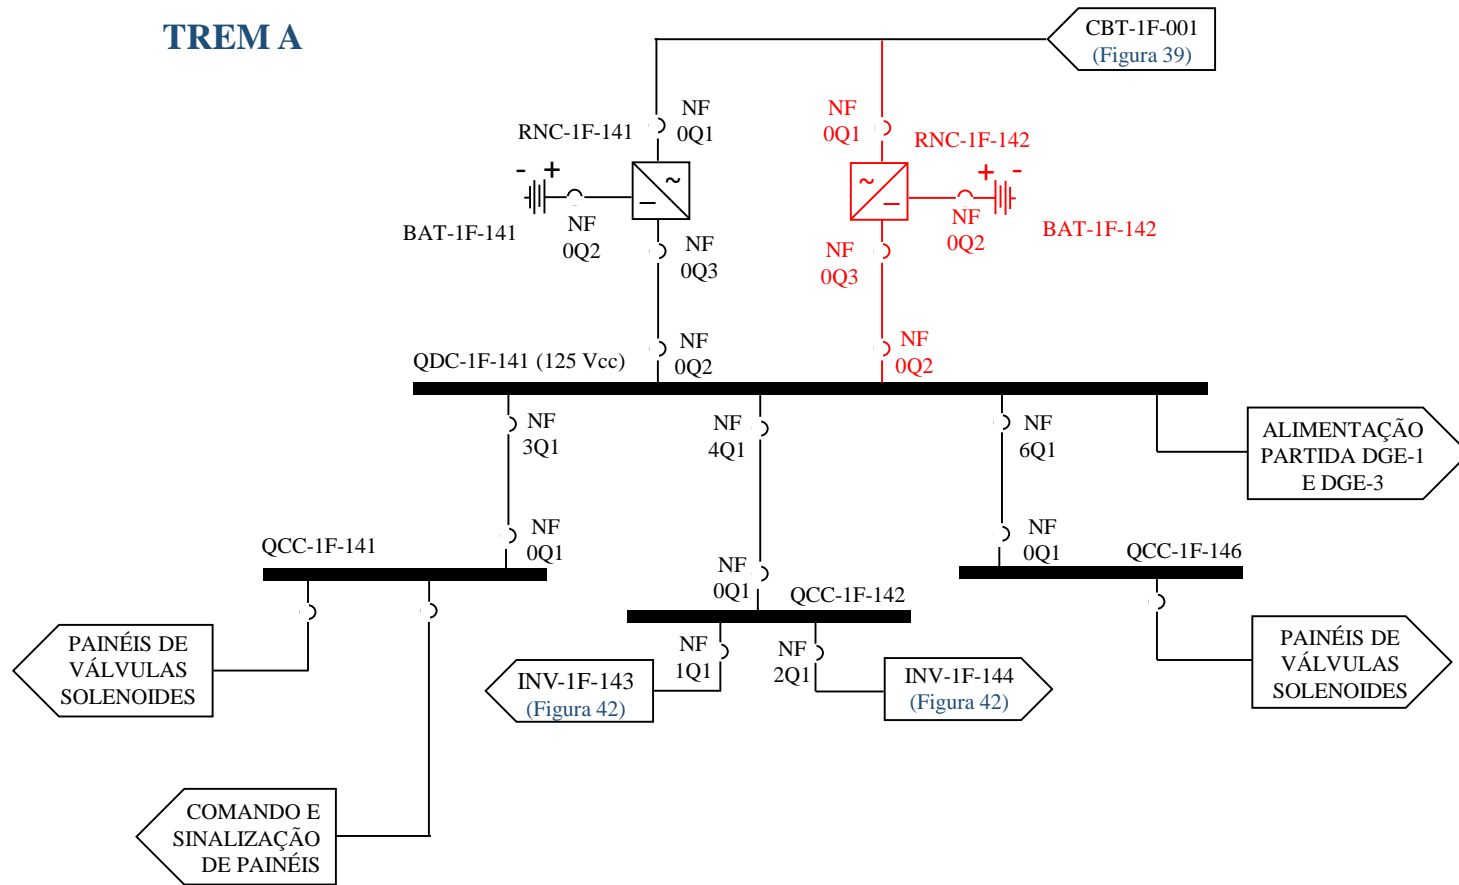 TREM A
CBT-1F-001
(Figura 39)
NF
0Q1
RNC-1F-141
NF
0Q1
RNC-1F-142
- +
~
–
~
–
+ -
BAT-1F-141
NF
0Q2
NF
0Q3
NF
0Q3
NF
0Q2
BAT-1F-142
QDC-1F-141 (125 Vcc)
NF
0Q2
NF
0Q2
NF
3Q1
NF
4Q1
NF
6Q1
ALIMENTAÇÃO
PARTIDA DGE-1
E DGE-3
QCC-1F-141
NF
0Q1
NF
0Q1
QCC-1F-142
NF
0Q1
QCC-1F-146
PAINÉIS DE
VÁLVULAS
SOLENOIDES
NF
1Q1
NF
2Q1
INV-1F-143
(Figura 42)
INV-1F-144
(Figura 42)
PAINÉIS DE
VÁLVULAS
SOLENOIDES
COMANDO E
SINALIZAÇÃO
DE PAINÉIS